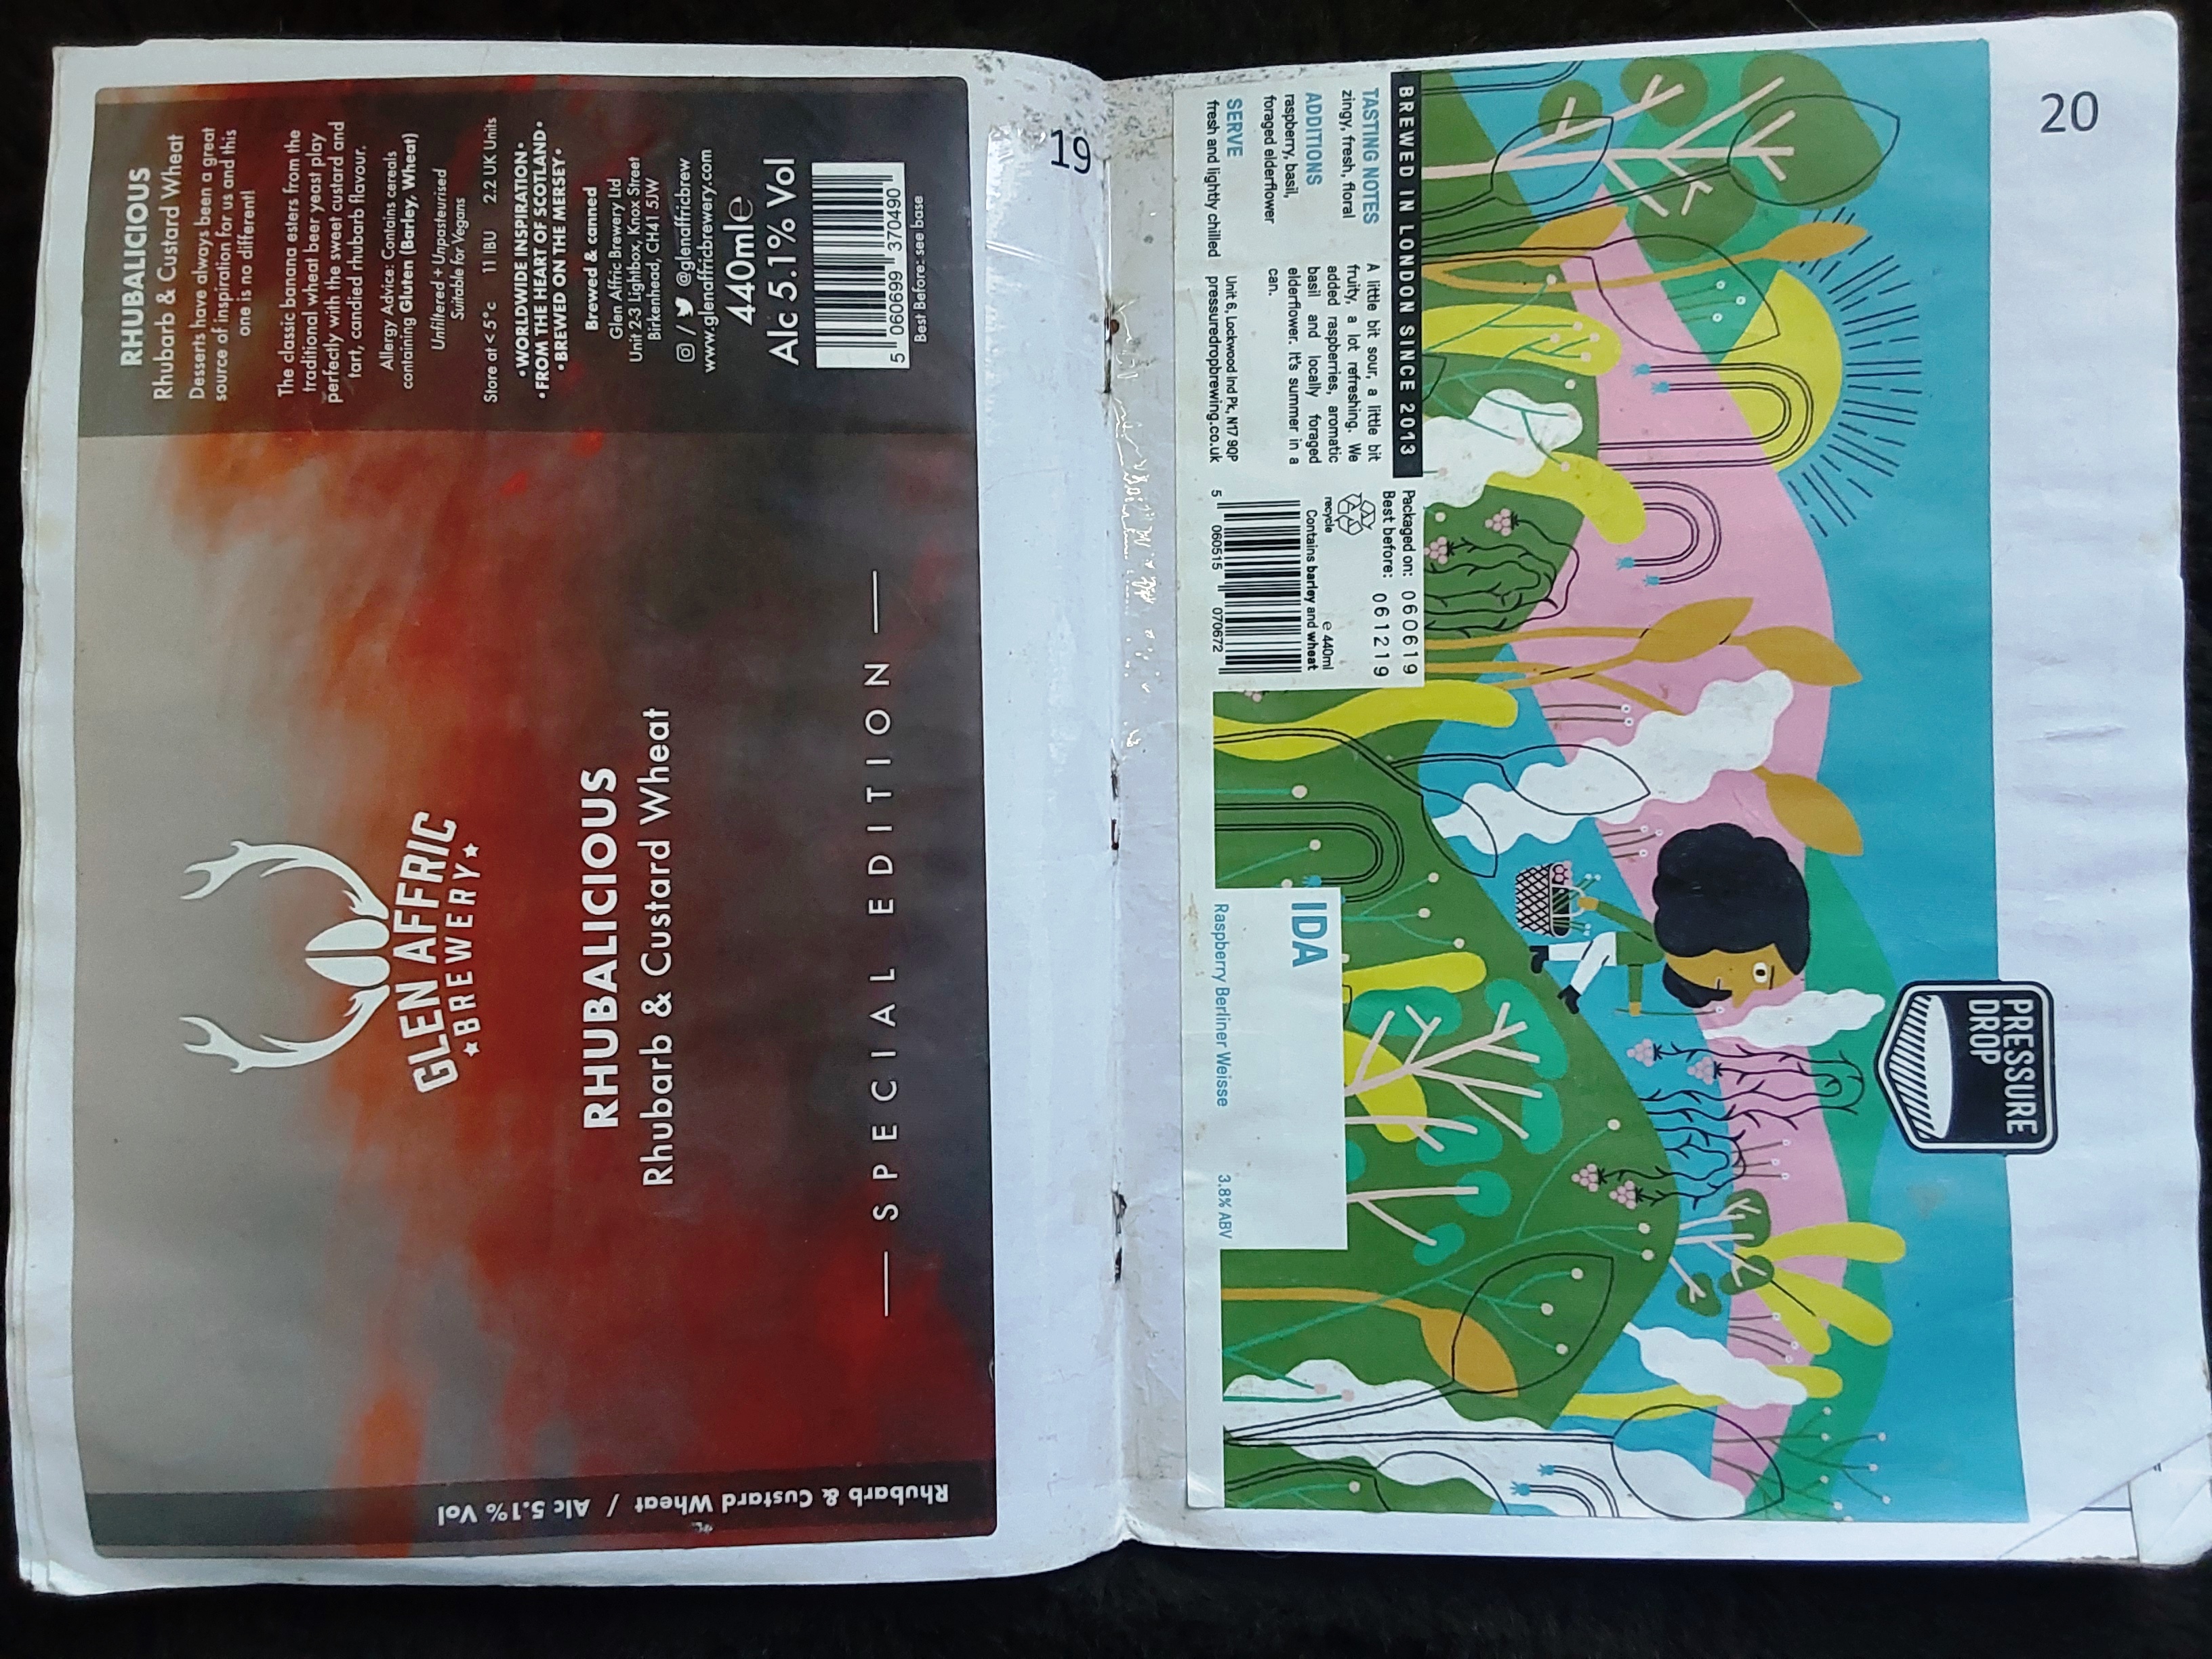 19
RHUBALICIOUS
Rhubarb & Custard Wheat
Desserts have always been a great
source of inspiration for us and this
one is no different!
The classic banana esters from the
traditional wheat beer yeast play
perfectly with the sweet custard and
tart, candied rhubarb flavour.
Allergy Advice: Contains cereals
containing Gluten (Barley, Wheat)
Unfiltered + Unpasteurised
Suitable for Vegans
Store at <5°c 11 IBU 2.2 UK Units
•WORLDWIDE INSPIRATION•
•FROM THE HEART OF SCOTLAND•
•BREWED ON THE MERSEY•
Brewed & canned
Glen Affric Brewery Ltd
Unit 2-3 Lightbox, Knox Street
Birkenhead, CH41 5JW
/ @glenaffricbrew
www.glenaffricbrewery.com
440ml℮
Alc 5.1% Vol
5 060699 370490
Best Before: see base
GLEN AFFRIC
★BREWERY★
RHUBALICIOUS
Rhubarb & Custard Wheat
SPECIAL EDITION
Rhubarb & Custard Wheat / Alc 5.1% Vol
20
PRESSURE
DROP
BREWED IN LONDON SINCE 2013
TASTING NOTES
zingy, fresh, floral
ADDITIONS
raspberry, basil,
foraged elderflower
SERVE
fresh and lightly chilled
A little bit sour, a little bit
fruity, a lot refreshing. We
added raspberries, aromatic
basil and locally foraged
elderflower. It's summer in a
can.
Unit 6, Lockwood Ind Pk, N17 9QP
pressuredropbrewing.co.uk
Packaged on: 060619
Best before: 061219
recycle
℮ 440ml
Contains barley and wheat
5 060515 070672
IDA
Raspberry Berliner Weisse 3.8% ABV